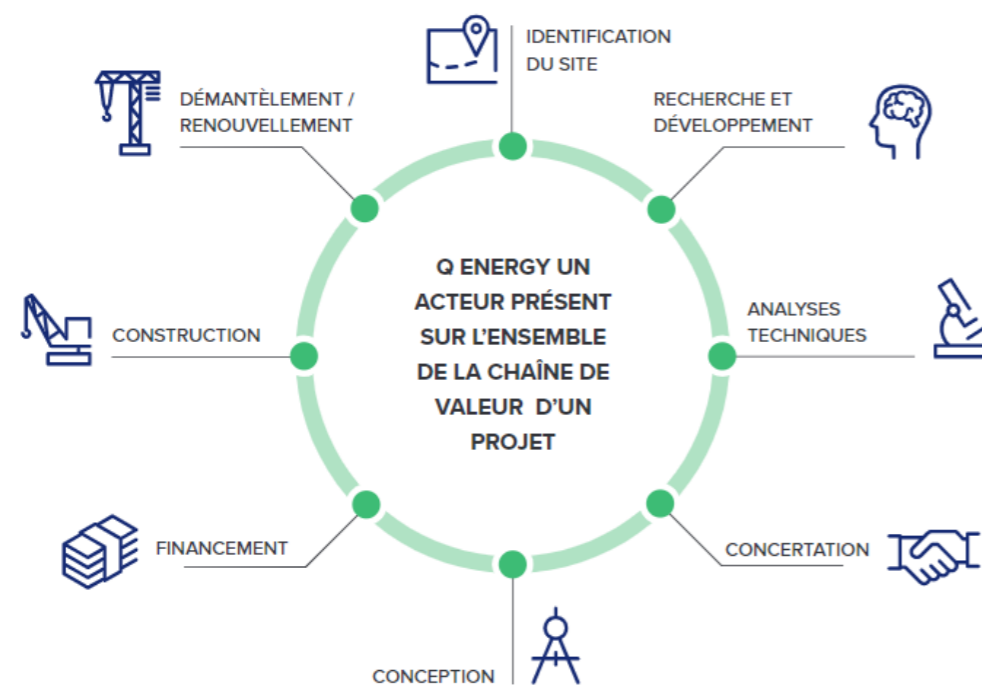 IDENTIFICATION
DU SITE
RECHERCHE ET
DÉVELOPPEMENT
ANALYSES
TECHNIQUES
CONCERTATION
CONCEPTION
FINANCEMENT
CONSTRUCTION
DÉMANTÈLEMENT /
RENOUVELLEMENT
Q ENERGY UN
ACTEUR PRÉSENT
SUR L'ENSEMBLE
DE LA CHAÎNE DE
VALEUR D'UN
PROJET